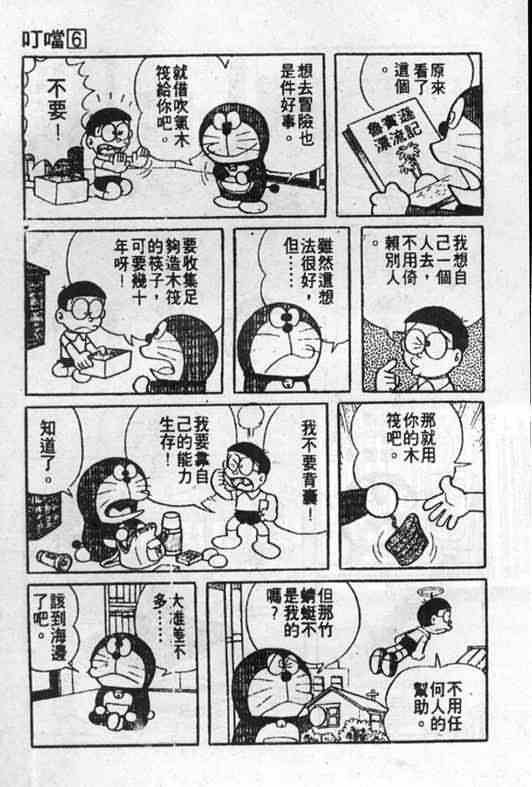 叮噹6
原來
看了
這個
。
魯賓遜
漂流記
想去冒險也
是件好事。
就借吹氣木
筏給你吧。
不要！
我想自
己一個
人去，
不用倚
賴別人
。
雖然這想
法很好，
但……
要收集足
夠造木筏
的筷子，
可要幾十
年呀！
那就用
你的木
筏吧。
我不要背囊！
我要靠自
己的能力
生存！
知道了。
但那竹
蜻蜓不
是我的
嗎？
不用任
何人的
幫助。
大準差不
多……
該到海邊
了吧。